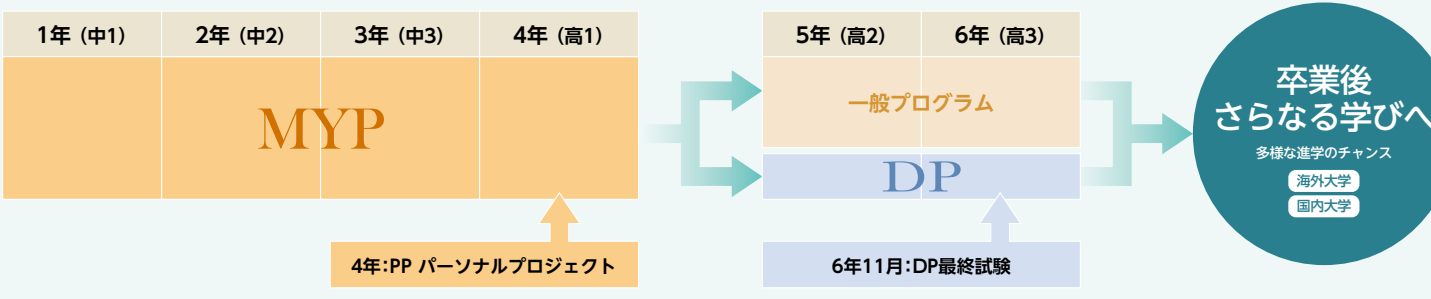 1年（中1） 2年（中2） 3年（中3） 4年（高1）
MYP
4年：PP パーソナルプロジェクト
5年（高2） 6年（高3）
一般プログラム
DP
6年11月：DP最終試験
卒業後
さらなる学びへ
多様な進学のチャンス
海外大学
国内大学